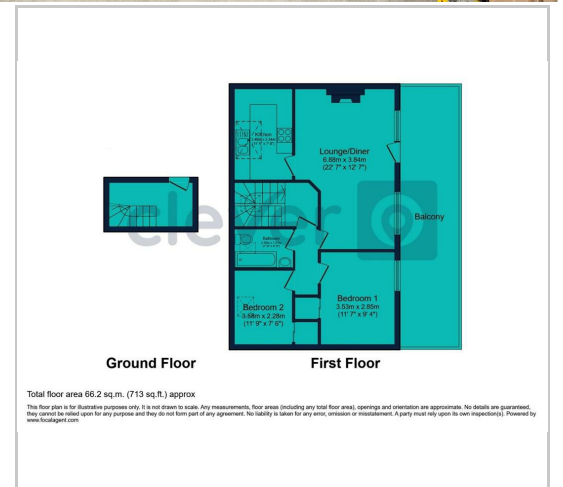 Kitchen
Lounge/Diner
6.88m x 3.84m
(22' 7" x 12' 7")
Balcony
clever
Bathroom
Bedroom 2
3.58m x 2.28m
(11' 9" x 7' 6")
Bedroom 1
3.53m x 2.85m
(11' 7" x 9' 4")
Ground Floor
First Floor
Total floor area 66.2 sq.m. (713 sq.ft.) approx
This floor plan is for illustrative purposes only. It is not drawn to scale. Any measurements, floor areas (including any total floor area), openings and orientation are approximate. No details are guaranteed,
they cannot be relied upon for any purpose and they do not form part of any agreement. No liability is taken for any error, omission or misstatement. A party must rely upon its own inspection(s). Powered by
www.focalagent.com